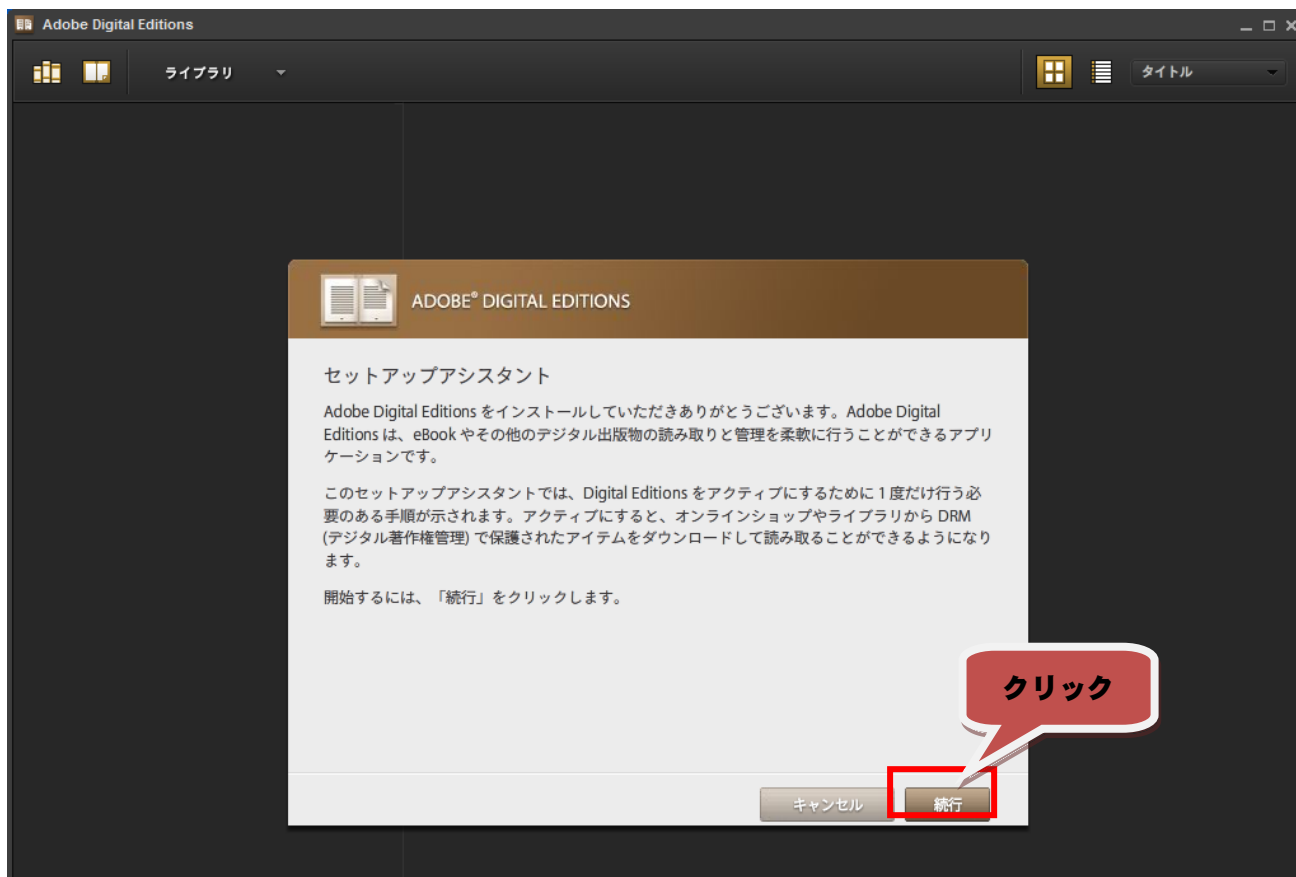 Adobe Digital Editions
ライブラリ
タイトル
ADOBE® DIGITAL EDITIONS
セットアップアシスタント
Adobe Digital Editions をインストールしていただきありがとうございます。Adobe Digital
Editions は、eBook やその他のデジタル出版物の読み取りと管理を柔軟に行うことができるアプリ
ケーションです。
このセットアップアシスタントでは、Digital Editions をアクティブにするために 1 度だけ行う必
要のある手順が示されます。アクティブにすると、オンラインショップやライブラリから DRM
(デジタル著作権管理) で保護されたアイテムをダウンロードして読み取ることができるようになり
ます。
開始するには、「続行」をクリックします。
クリック
キャンセル
続行